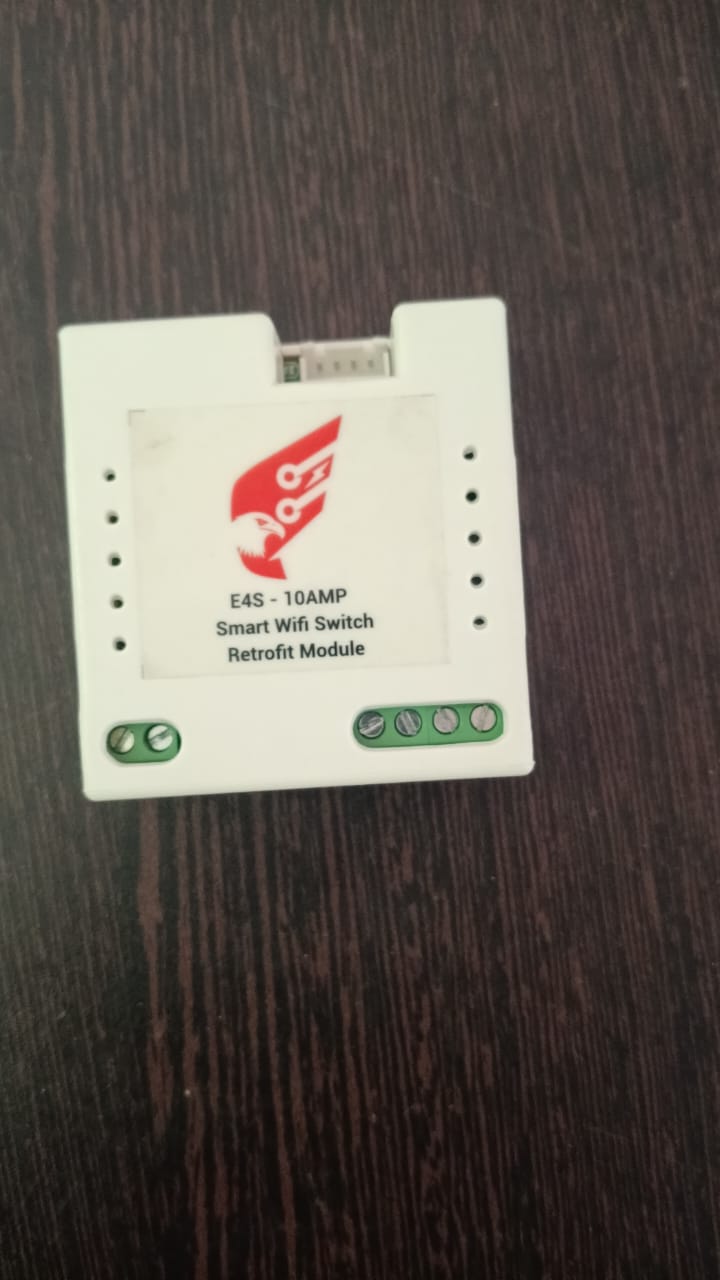 E4S - 10AMP
Smart Wifi Switch
Retrofit Module